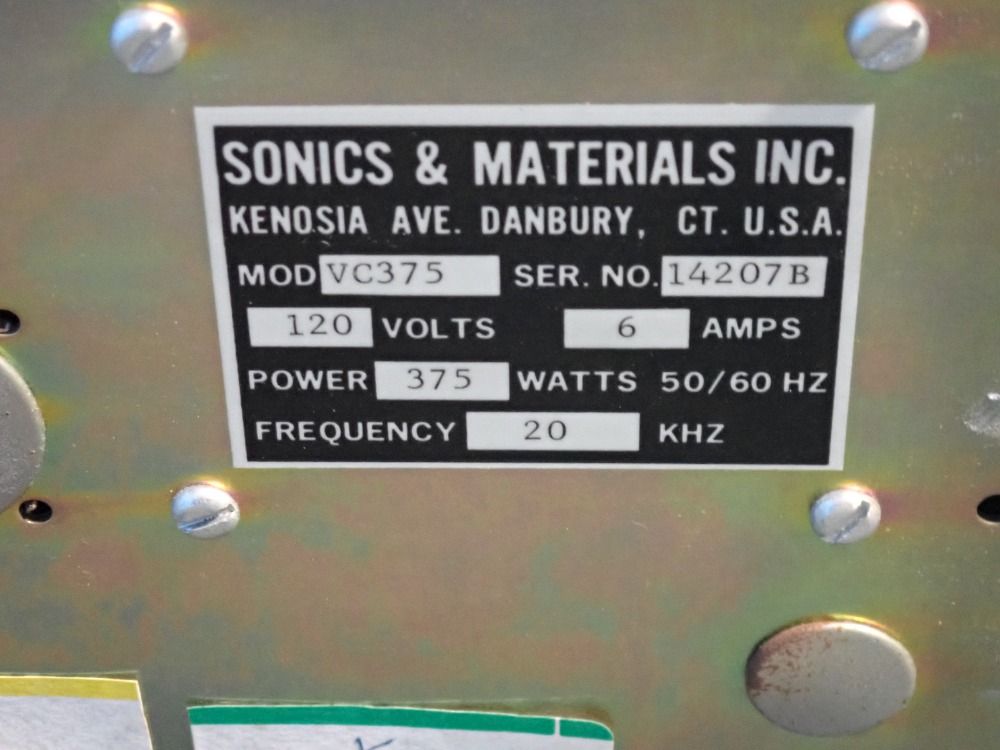 SONICS & MATERIALS INC.
KENOSIA AVE. DANBURY, CT. U.S.A.
MOD VC375 SER. NO. 14207B
120 VOLTS 6 AMPS
POWER 375 WATTS 50/60 HZ
FREQUENCY 20 KHZ